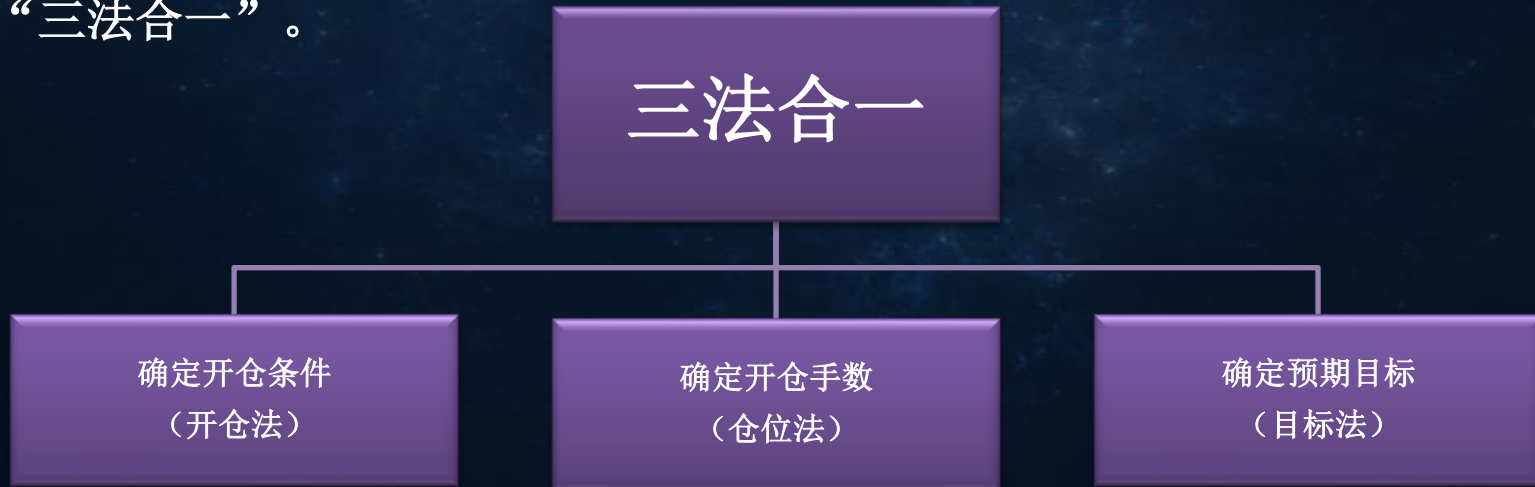 “三法合一”。
三法合一
确定开仓条件
（开仓法）
确定开仓手数
（仓位法）
确定预期目标
（目标法）